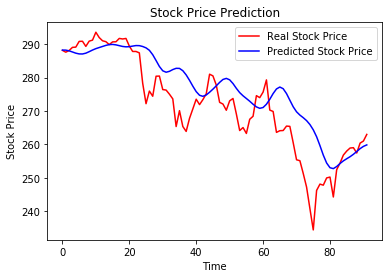 Stock Price Prediction
Real Stock Price
Predicted Stock Price
Stock Price
290
280
270
260
250
240
0 20 40 60 80
Time